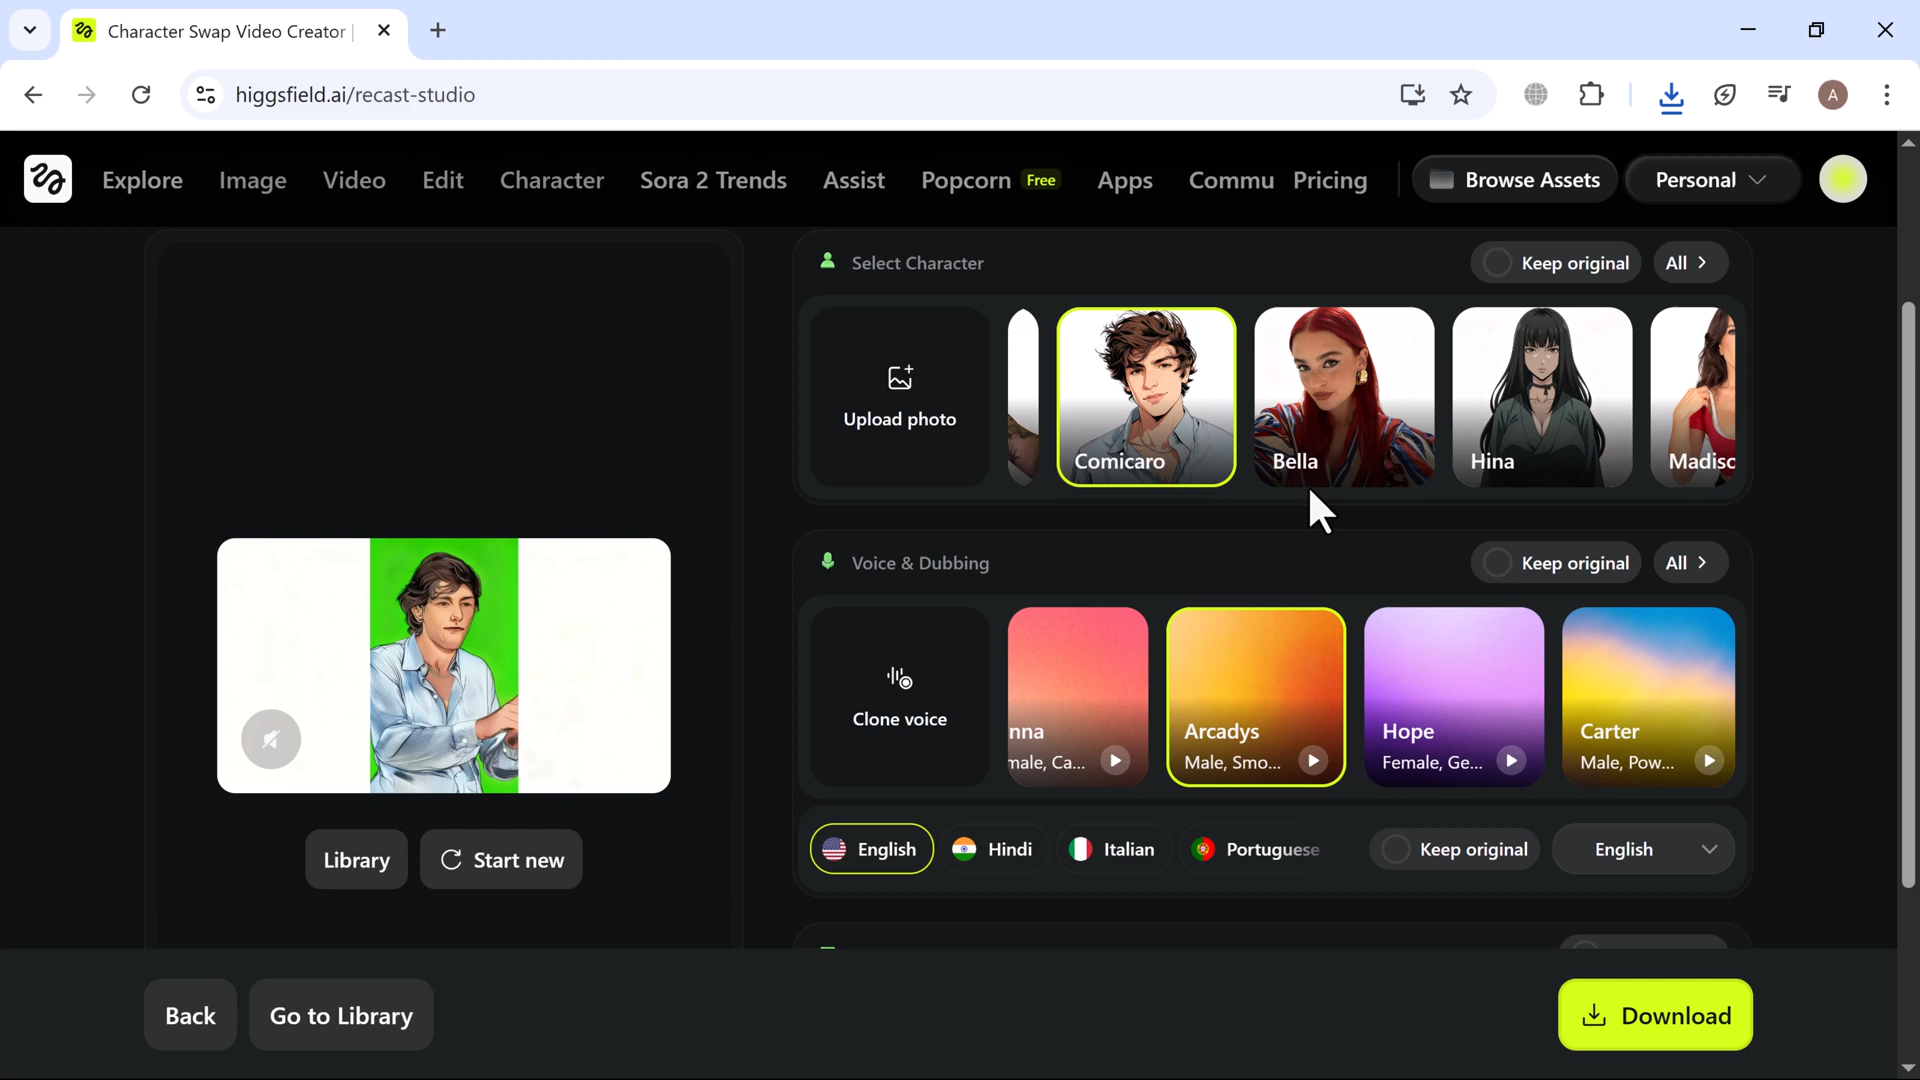 Character Swap Video Creator |
higgsfield.ai/recast-studio
A
Explore
Image
Video
Edit
Character
Sora 2 Trends
Assist
Popcorn Free
Apps
Commu
Pricing
Browse Assets
Personal
Select Character
Keep original
All
Upload photo
Comicaro
Bella
Hina
Madisc
Voice & Dubbing
Keep original
All
Clone voice
nna
male, Ca...
Arcadys
Male, Smo...
Hope
Female, Ge...
Carter
Male, Pow...
English
Hindi
Italian
Portuguese
Keep original
English
Library
Start new
Back
Go to Library
Download